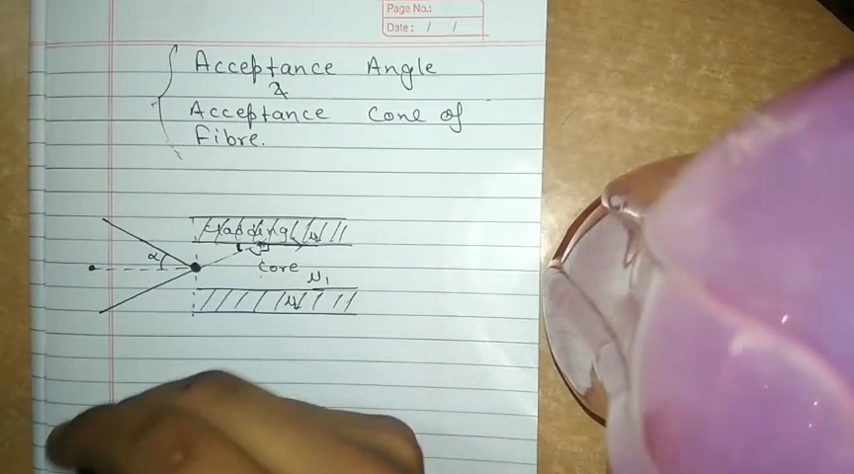 Page No.:
Date: / /
Acceptance Angle
&
Acceptance Cone of
Fibre.
Cladding μ
α
Core
μ1
μ